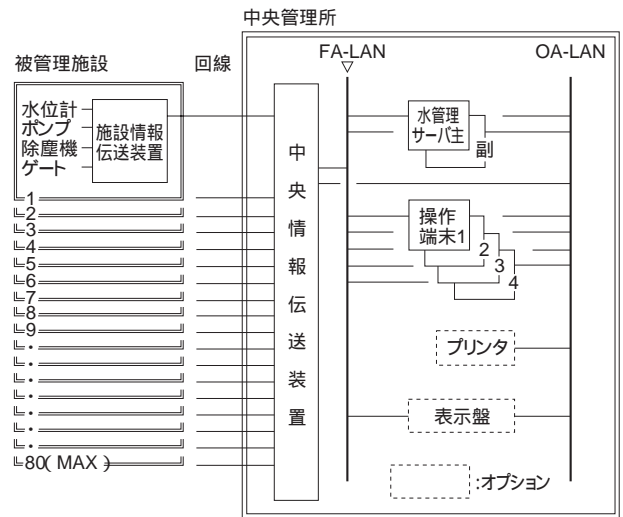 中央管理所
被管理施設
回線
FA-LAN
OA-LAN
水位計
ポンプ
除塵機
ゲート
施設情報
伝送装置
1
2
3
4
5
6
7
8
9
・
・
・
・
・
・
80(MAX)
中央情報伝送装置
水管理
サーバ主
副
操作
端末1
2
3
4
プリンタ
表示盤
:オプション